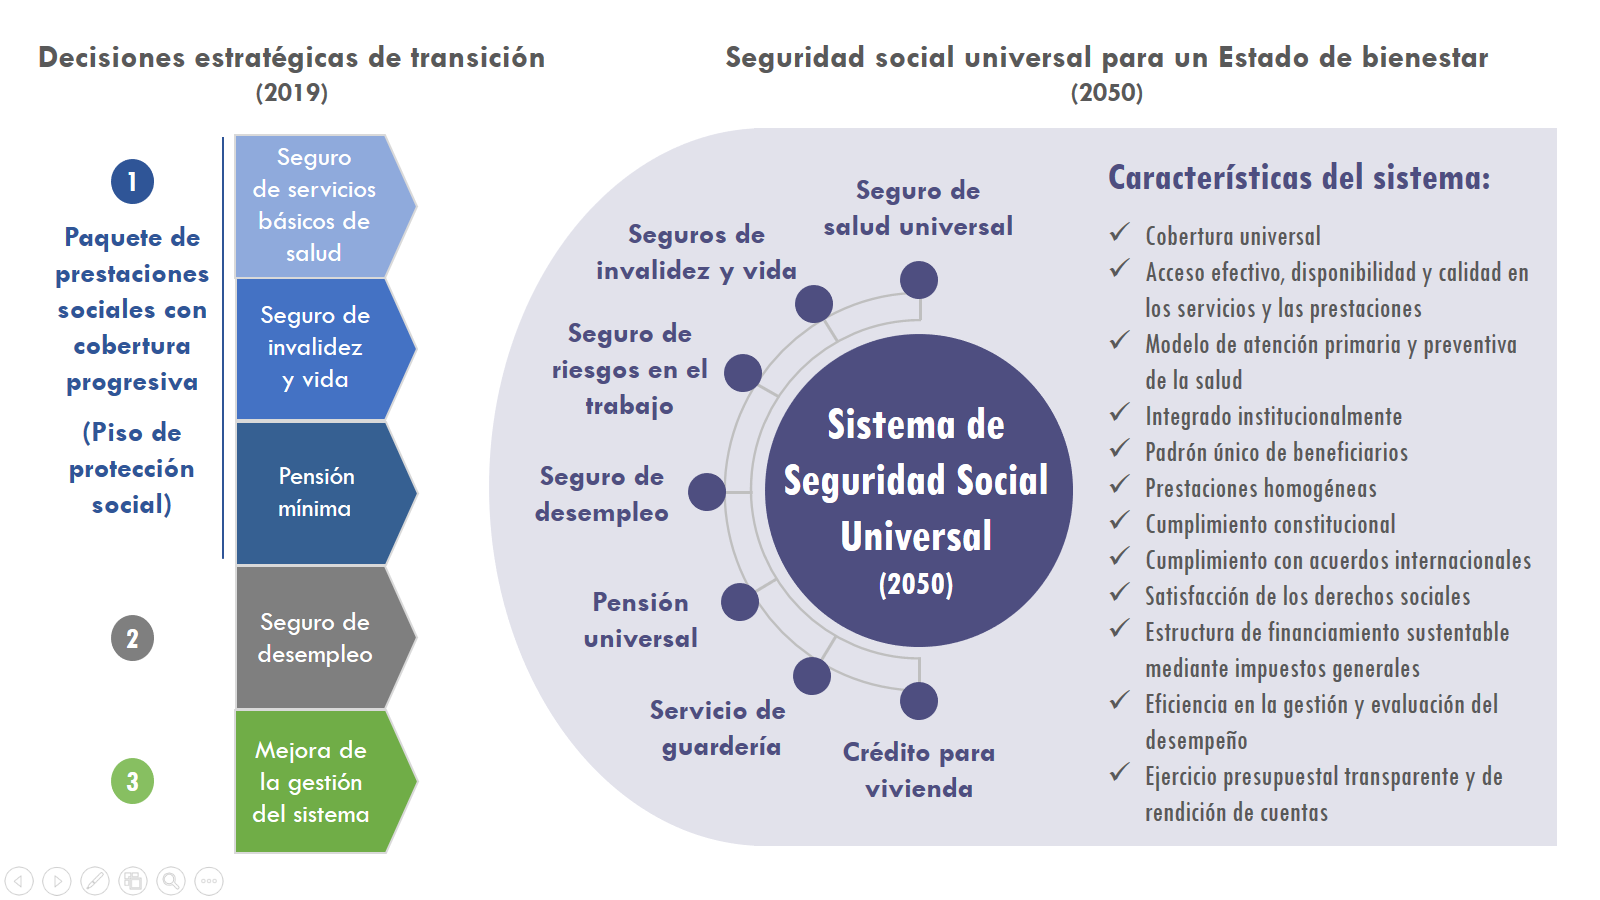 Decisiones estratégicas de transición
(2019)
1
Paquete de
prestaciones
sociales con
cobertura
progresiva
(Piso de
protección
social)
Seguro
de servicios
básicos de
salud
Seguro de
invalidez
y vida
Pensión
mínima
2
Seguro de
desempleo
3
Mejora de
la gestión
del sistema
Seguridad social universal para un Estado de bienestar
(2050)
Seguro de
salud universal
Seguros de
invalidez y vida
Seguro de
riesgos en el
trabajo
Seguro de
desempleo
Pensión
universal
Servicio de
guardería
Crédito para
vivienda
Sistema de
Seguridad Social
Universal
(2050)
Características del sistema:
✓ Cobertura universal
✓ Acceso efectivo, disponibilidad y calidad en
los servicios y las prestaciones
✓ Modelo de atención primaria y preventiva
de la salud
✓ Integrado institucionalmente
✓ Padrón único de beneficiarios
✓ Prestaciones homogéneas
✓ Cumplimiento constitucional
✓ Cumplimiento con acuerdos internacionales
✓ Satisfacción de los derechos sociales
✓ Estructura de financiamiento sustentable
mediante impuestos generales
✓ Eficiencia en la gestión y evaluación del
desempeño
✓ Ejercicio presupuestal transparente y de
rendición de cuentas